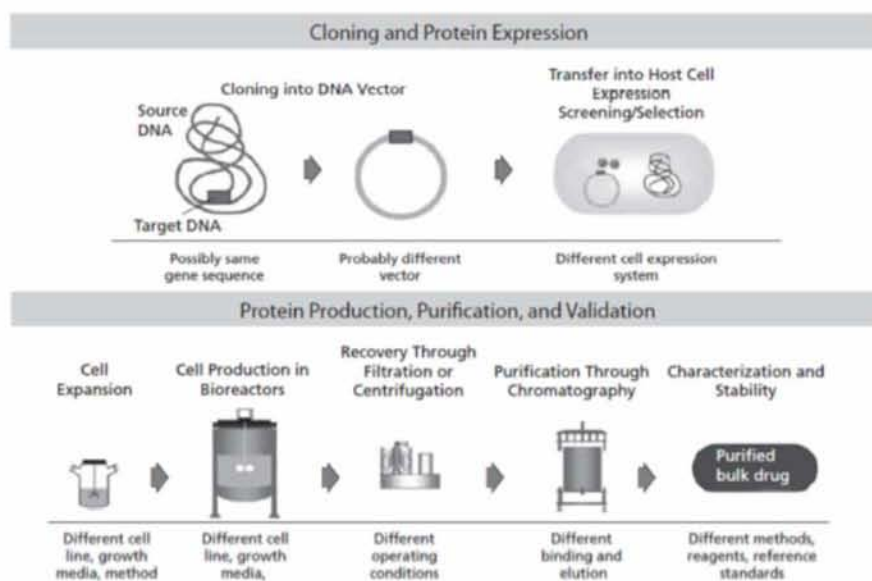 Cloning and Protein Expression
Cloning into DNA Vector
Source
DNA
Target DNA
Transfer into Host Cell
Expression
Screening/Selection
Possibly same
gene sequence
Probably different
vector
Different cell expression
system
Protein Production, Purification, and Validation
Cell
Expansion
Cell Production in
Bioreactors
Recovery Through
Filtration or
Centrifugation
Purification Through
Chromatography
Characterization and
Stability
Purified
bulk drug
Different cell
line, growth
media, method
Different cell
line, growth
media,
Different
operating
conditions
Different
binding and
elution
Different methods,
reagents, reference
standards